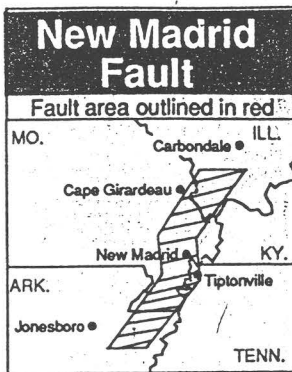 New Madrid
Fault
Fault area outlined in red
MO.
ILL.
Carbondale
Cape Girardeau
New Madrid
KY.
Tiptonville
ARK.
Jonesboro
TENN.